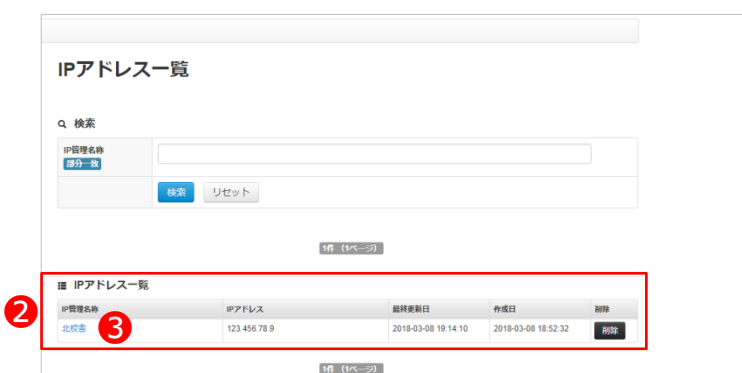 IPアドレス一覧
検索
IP管理名称
部分一致
検索 リセット
1件 (1ページ)
IPアドレス一覧
2
IP管理名称 IPアドレス 最終更新日 作成日 削除
北校舎 3 123.456.78.9 2018-03-08 19:14:10 2018-03-08 18:52:32 削除
1件 (1ページ)